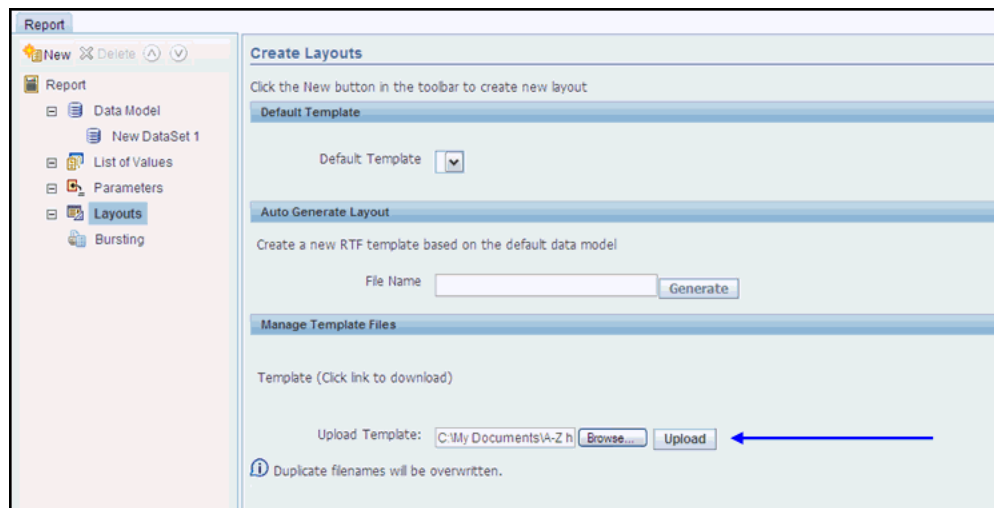 Report
New Delete
Report
Data Model
New DataSet 1
List of Values
Parameters
Layouts
Bursting
Create Layouts
Click the New button in the toolbar to create new layout
Default Template
Default Template
Auto Generate Layout
Create a new RTF template based on the default data model
File Name
Generate
Manage Template Files
Template (Click link to download)
Upload Template: C:\My Documents\A-Z h Browse... Upload
Duplicate filenames will be overwritten.